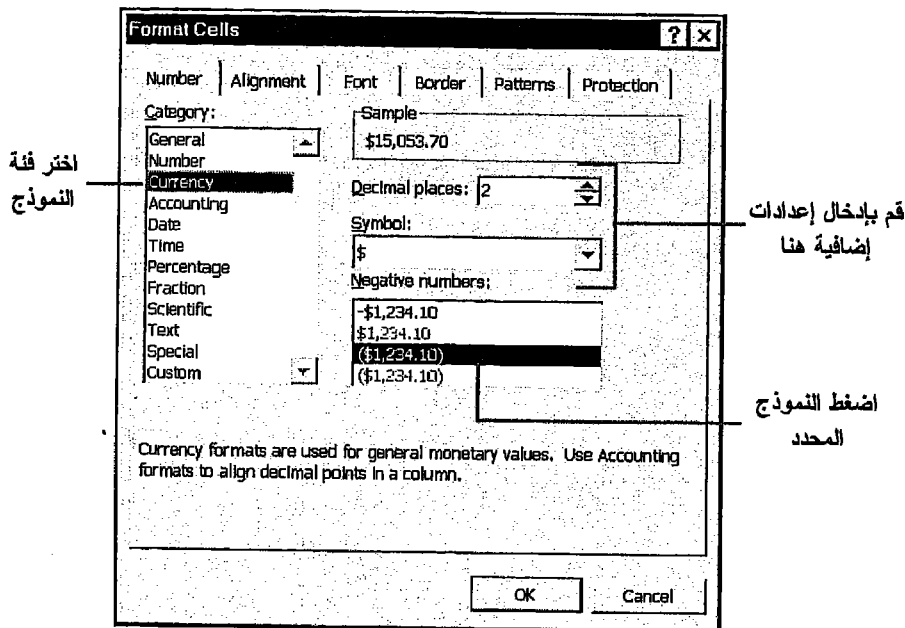 Format Cells
Number Alignment Font Border Patterns Protection
Category:
General
Number
Currency
Accounting
Date
Time
Percentage
Fraction
Scientific
Text
Special
Custom
Sample
$15,053.70
Decimal places: 2
Symbol:
$
Negative numbers:
-$1,234.10
$1,234.10
($1,234.10)
($1,234.10)
Currency formats are used for general monetary values. Use Accounting
formats to align decimal points in a column.
OK Cancel
اختر فئة
النموذج
قم بإدخال إعدادات
إضافية هنا
اضغط النموذج
المحدد